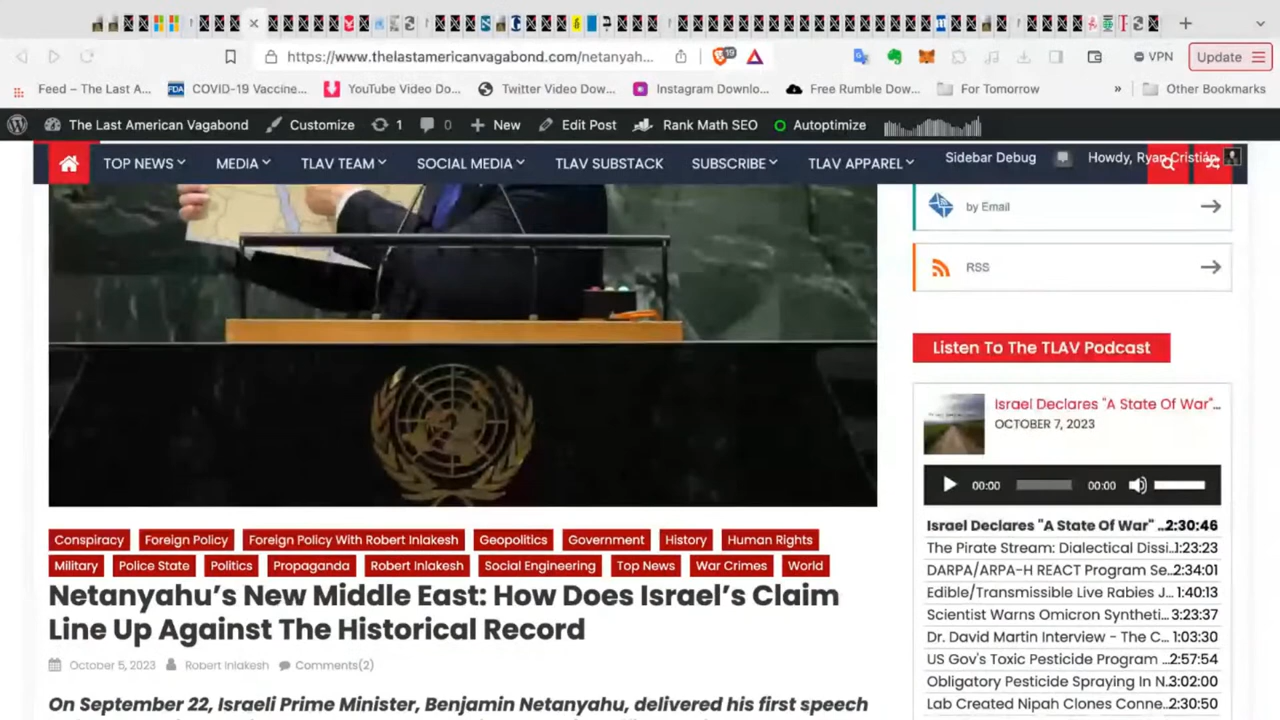 https://www.thelastamericanvagabond.com/netanyah...
19
VPN
Update
Feed – The Last A...
FDA
COVID-19 Vaccine...
YouTube Video Do...
Twitter Video Dow...
Instagram Downlo...
Free Rumble Dow...
For Tomorrow
»
Other Bookmarks
The Last American Vagabond
Customize
1
0
New
Edit Post
Rank Math SEO
Autoptimize
TOP NEWS
MEDIA
TLAV TEAM
SOCIAL MEDIA
TLAV SUBSTACK
SUBSCRIBE
TLAV APPAREL
Sidebar Debug
Howdy, Ryan Cristián
by Email
RSS
Listen To The TLAV Podcast
Israel Declares "A State Of War"...
OCTOBER 7, 2023
00:00
00:00
Israel Declares "A State Of War" ...2:30:46
The Pirate Stream: Dialectical Dissi...1:23:23
DARPA/ARPA-H REACT Program Se...2:34:01
Edible/Transmissible Live Rabies J...1:40:13
Scientist Warns Omicron Syntheti...3:23:37
Dr. David Martin Interview - The C...1:03:30
US Gov's Toxic Pesticide Program ...2:57:54
Obligatory Pesticide Spraying In N...3:02:00
Lab Created Nipah Clones Conne...2:30:50
Conspiracy
Foreign Policy
Foreign Policy With Robert Inlakesh
Geopolitics
Government
History
Human Rights
Military
Police State
Politics
Propaganda
Robert Inlakesh
Social Engineering
Top News
War Crimes
World
Netanyahu's New Middle East: How Does Israel's Claim
Line Up Against The Historical Record
October 5, 2023
Robert Inlakesh
Comments(2)
On September 22, Israeli Prime Minister, Benjamin Netanyahu, delivered his first speech